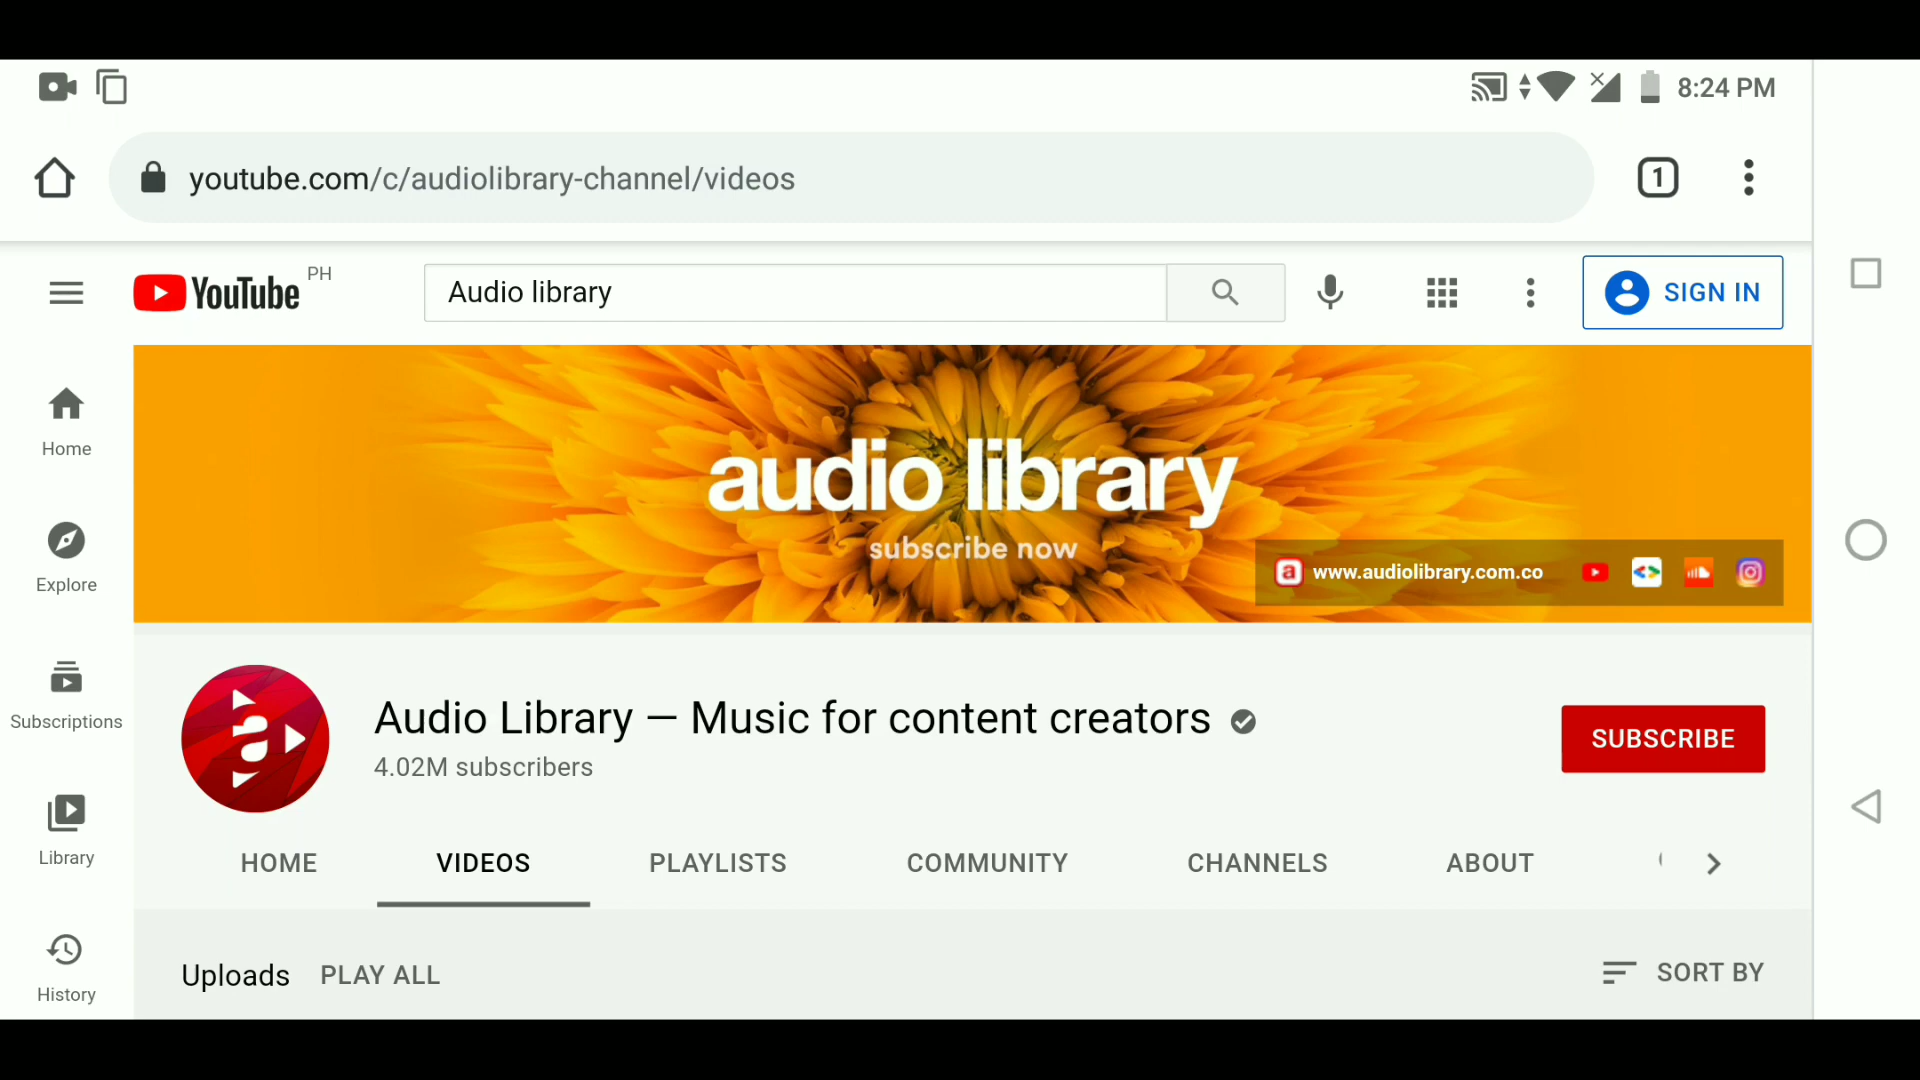 8:24 PM
youtube.com/c/audiolibrary-channel/videos
1
YouTube PH
Audio library
SIGN IN
Home
Explore
Subscriptions
Library
History
audio library
subscribe now
a www.audiolibrary.com.co
a
Audio Library — Music for content creators
4.02M subscribers
SUBSCRIBE
HOME VIDEOS PLAYLISTS COMMUNITY CHANNELS ABOUT
Uploads PLAY ALL
SORT BY